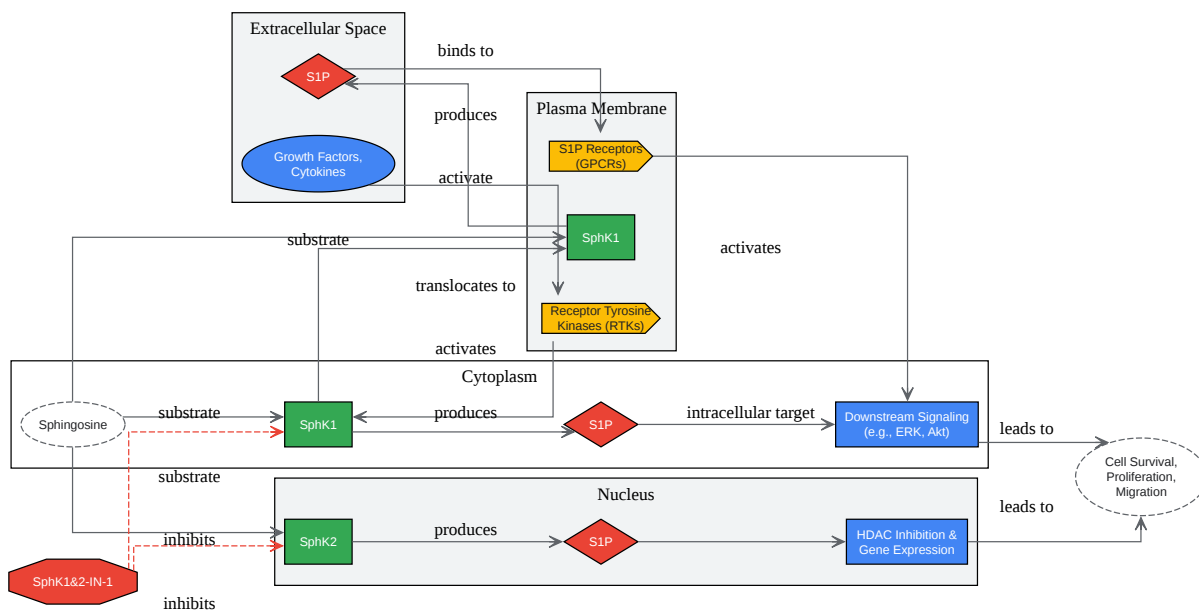 Extracellular Space
S1P
binds to
produces
Plasma Membrane
Growth Factors,
Cytokines
activate
S1P Receptors
(GPCRs)
substrate
SphK1
activates
translocates to
Receptor Tyrosine
Kinases (RTKs)
activates
Cytoplasm
Sphingosine
substrate
SphK1
produces
S1P
intracellular target
Downstream Signaling
(e.g., ERK, Akt)
leads to
Cell Survival,
Proliferation,
Migration
substrate
Nucleus
leads to
inhibits
SphK2
produces
S1P
HDAC Inhibition &
Gene Expression
SphK1&2-IN-1
inhibits